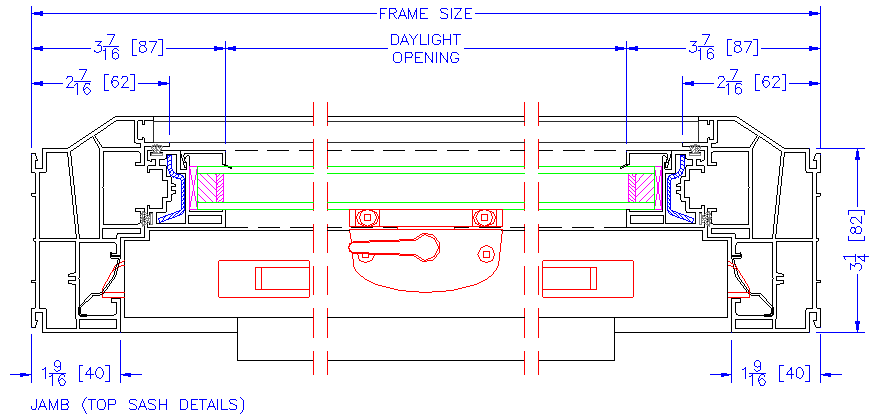 FRAME SIZE
3 7/16 [87]
DAYLIGHT
OPENING
3 7/16 [87]
2 7/16 [62]
2 7/16 [62]
3 1/4 [82]
1 9/16 [40]
1 9/16 [40]
JAMB (TOP SASH DETAILS)